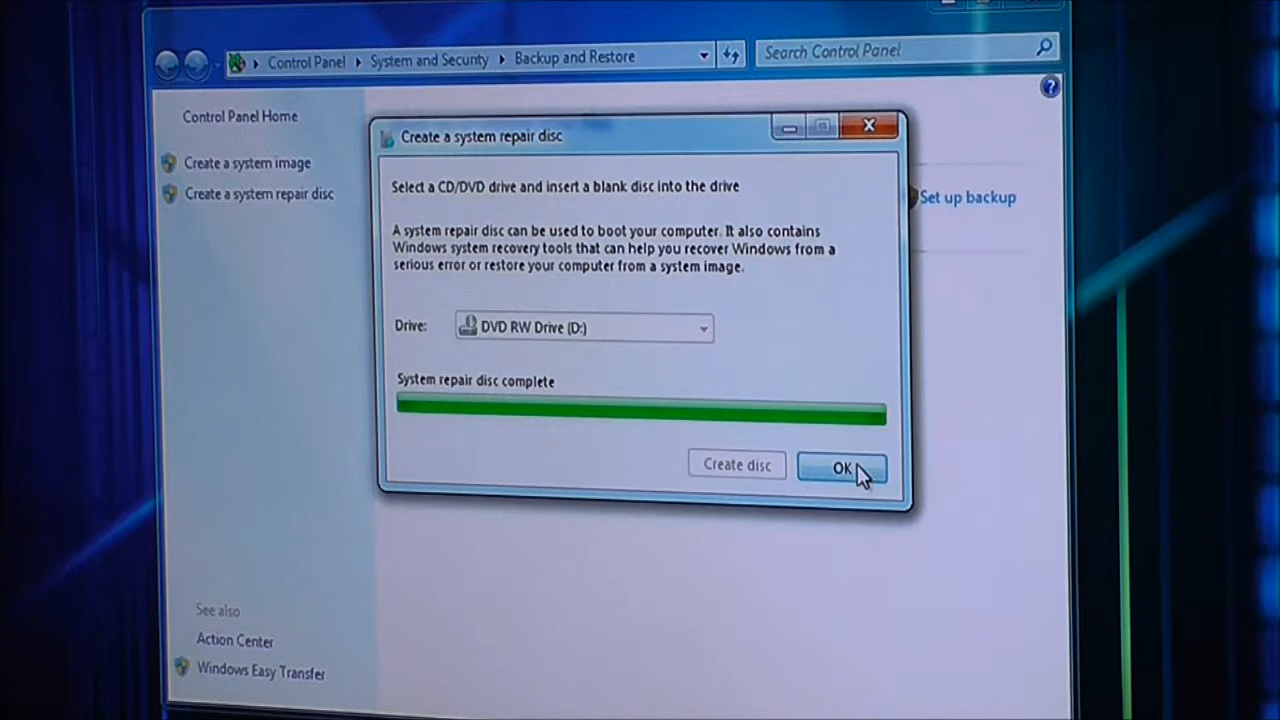 Control Panel
System and Security
Backup and Restore
Search Control Panel
Control Panel Home
Create a system image
Create a system repair disc
Set up backup
Create a system repair disc
Select a CD/DVD drive and insert a blank disc into the drive
A system repair disc can be used to boot your computer. It also contains
Windows system recovery tools that can help you recover Windows from a
serious error or restore your computer from a system image.
Drive:
DVD RW Drive (D:)
System repair disc complete
Create disc
OK
See also
Action Center
Windows Easy Transfer